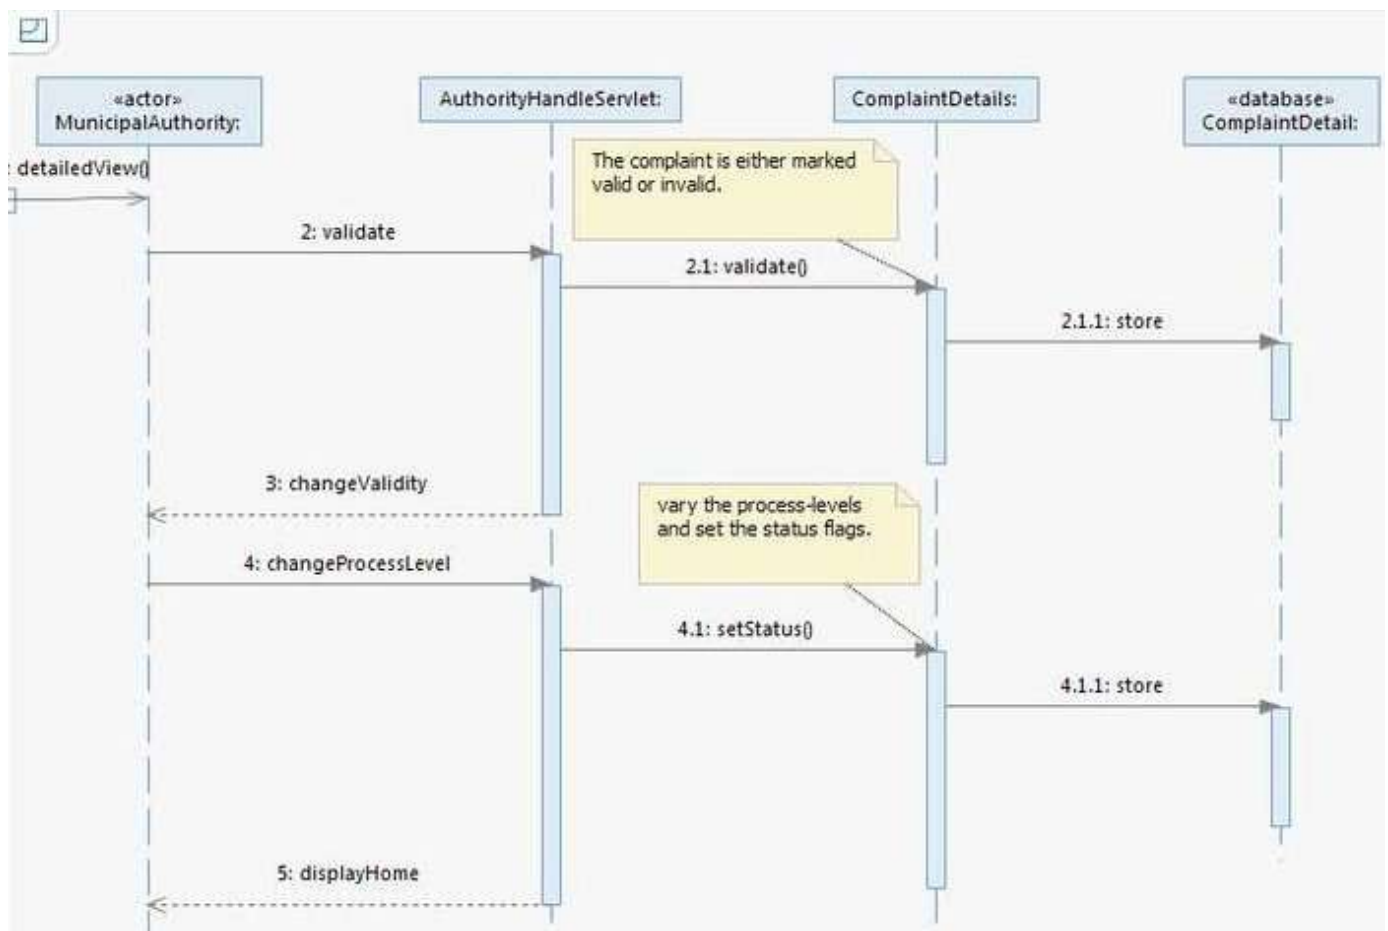 «actor»
MunicipalAuthority:
AuthorityHandleServlet:
ComplaintDetails:
«database»
ComplaintDetail:
: detailedView()
The complaint is either marked
valid or invalid.
2: validate
2.1: validate()
2.1.1: store
3: changeValidity
vary the process-levels
and set the status flags.
4: changeProcessLevel
4.1: setStatus()
4.1.1: store
5: displayHome